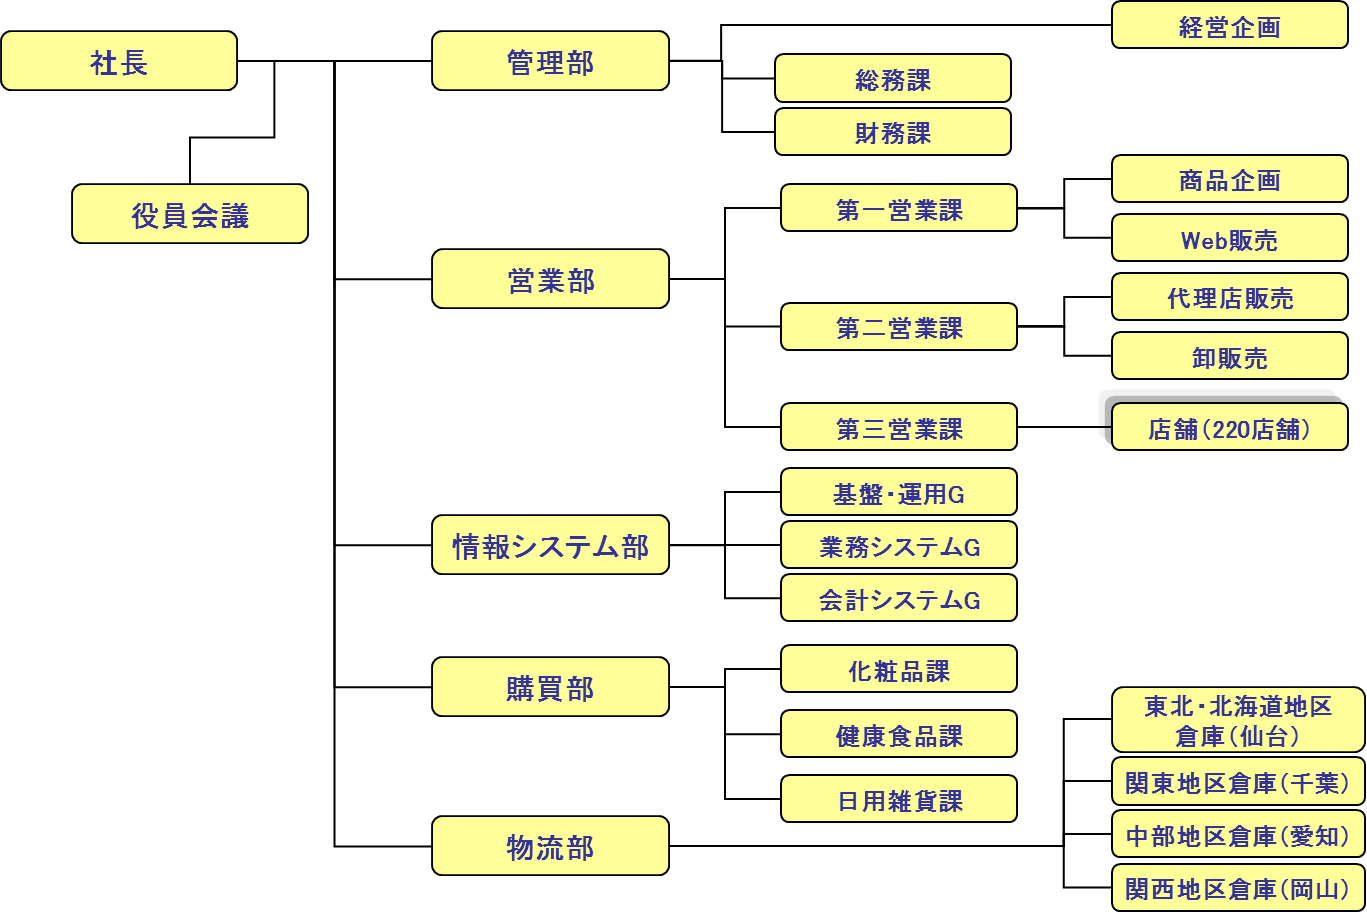 社長
役員会議
管理部
経営企画
総務課
財務課
営業部
第一営業課
商品企画
Web販売
第二営業課
代理店販売
卸販売
第三営業課
店舗(220店舗)
情報システム部
基盤・運用G
業務システムG
会計システムG
購買部
化粧品課
健康食品課
日用雑貨課
物流部
東北・北海道地区
倉庫(仙台)
関東地区倉庫(千葉)
中部地区倉庫(愛知)
関西地区倉庫(岡山)